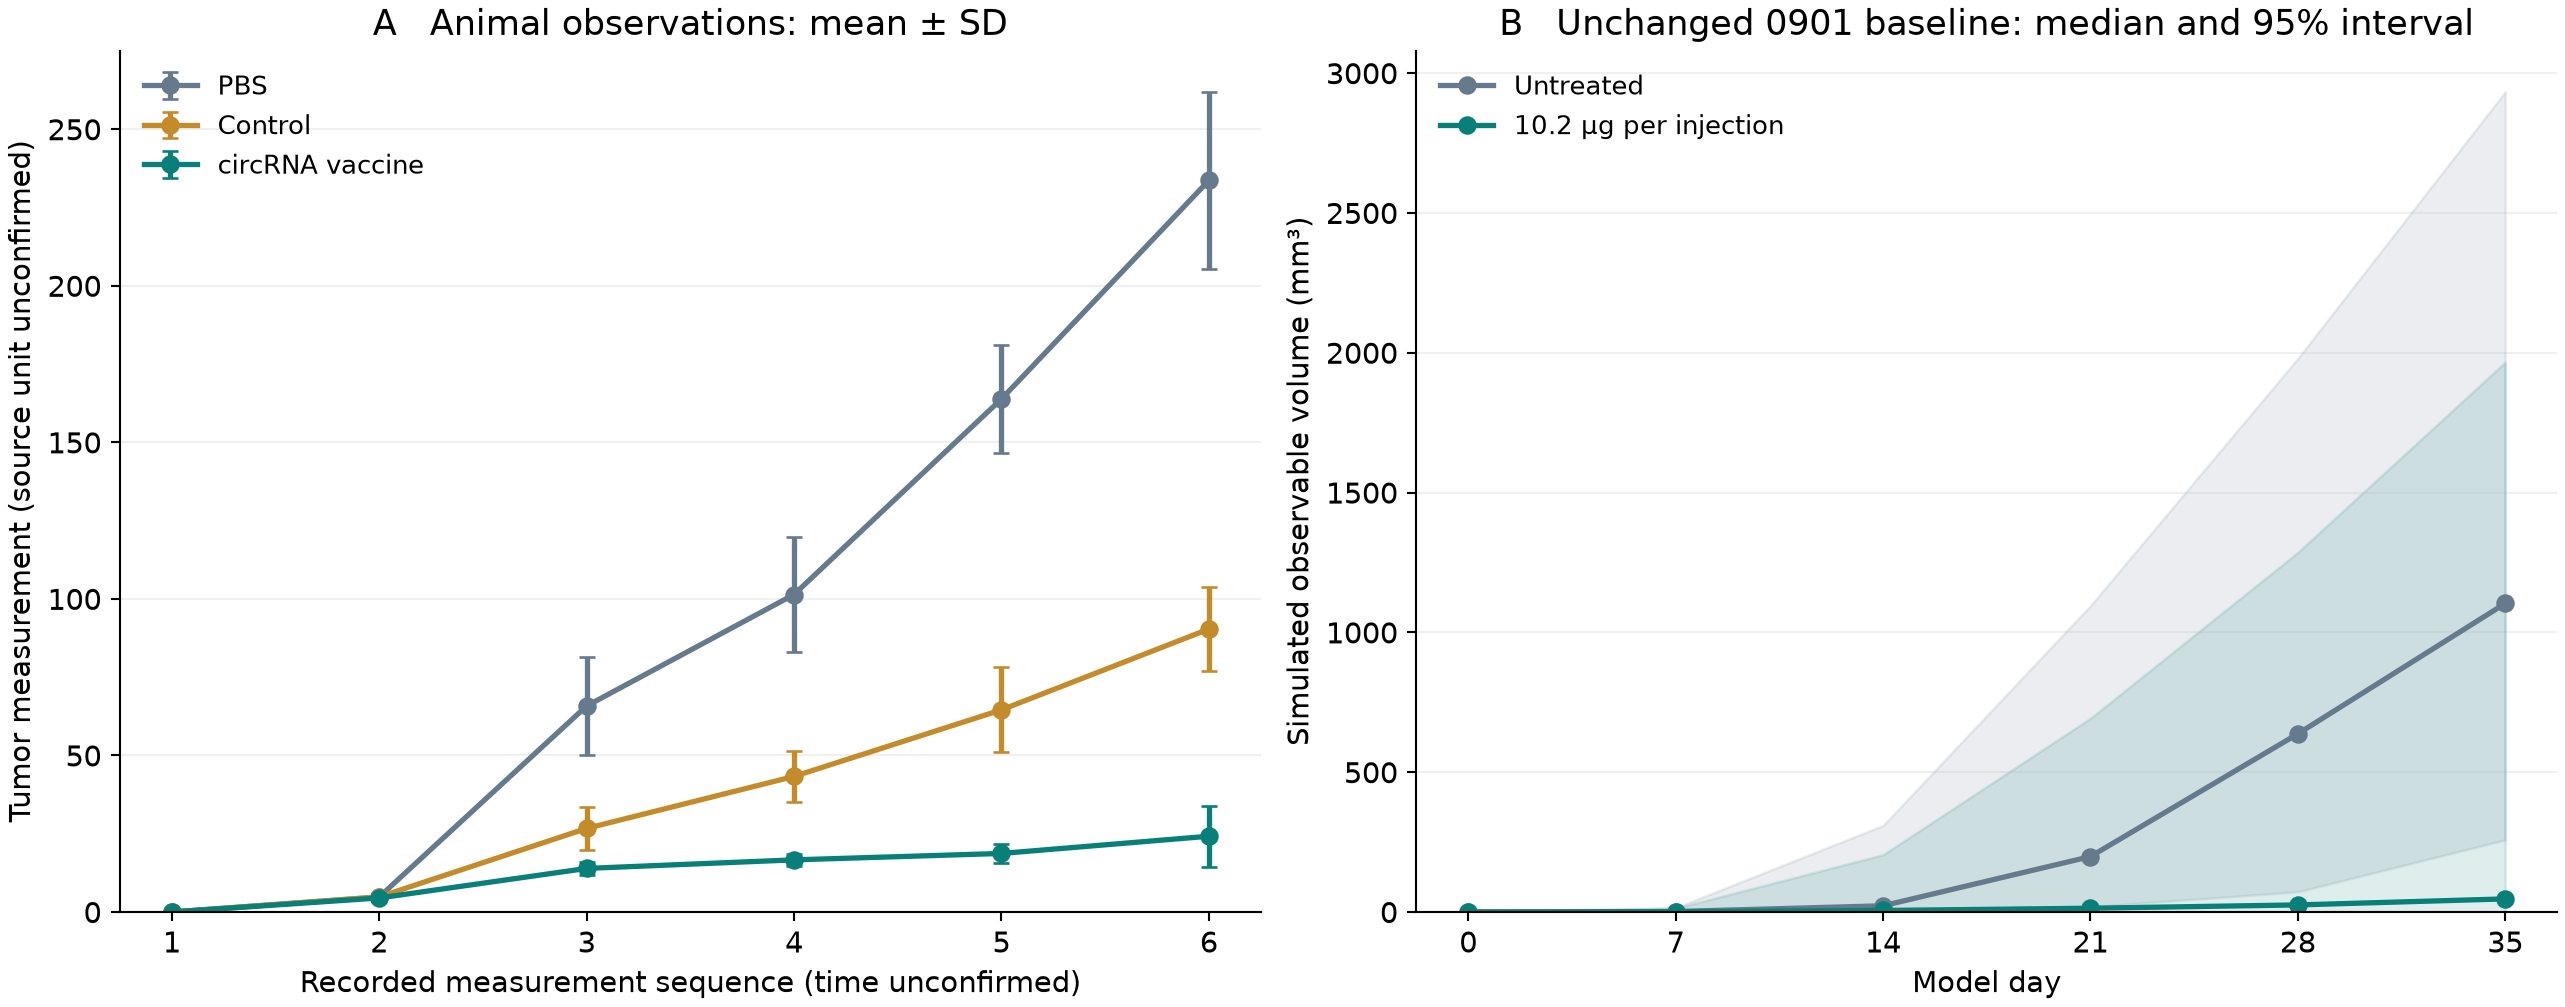 A   Animal observations: mean ± SD
PBS
Control
circRNA vaccine
Tumor measurement (source unit unconfirmed)
250
200
150
100
50
0
1 2 3 4 5 6
Recorded measurement sequence (time unconfirmed)
B   Unchanged 0901 baseline: median and 95% interval
Untreated
10.2 µg per injection
Simulated observable volume (mm³)
3000
2500
2000
1500
1000
500
0
0 7 14 21 28 35
Model day